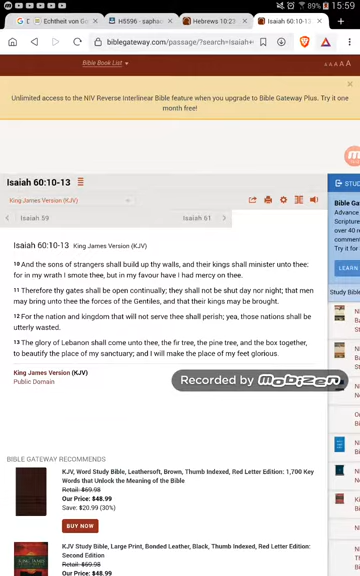 89% 15:59
Echtheit von Ge
H5596 - saphso
Hebrews 10:23
Isaiah 60:10-13
biblegateway.com/passage/?search=Isaiah+
Bible Book List
A A A A A
Unlimited access to the NIV Reverse Interlinear Bible feature when you upgrade to Bible Gateway Plus. Try it for one
month free!
Isaiah 60:10-13
STU
King James Version (KJV)
Isaiah 59
Isaiah 61
Bible Ga
Advance
Scripture
over 40 re
comment
Try it for
LEARN
Study Bible
Isaiah 60:10-13 King James Version (KJV)
10 And the sons of strangers shall build up thy walls, and their kings shall minister unto thee:
for in my wrath I smote thee, but in my favour have I had mercy on thee.
11 Therefore thy gates shall be open continually; they shall not be shut day nor night; that men
may bring unto thee the forces of the Gentiles, and that their kings may be brought.
12 For the nation and kingdom that will not serve thee shall perish; yea, those nations shall be
utterly wasted.
13 The glory of Lebanon shall come unto thee, the fir tree, the pine tree, and the box together,
to beautify the place of my sanctuary; and I will make the place of my feet glorious.
King James Version (KJV)
Public Domain
Recorded by mobizen
BIBLE GATEWAY RECOMMENDS
KJV, Word Study Bible, Leathersoft, Brown, Thumb Indexed, Red Letter Edition: 1,700 Key
Words that Unlock the Meaning of the Bible
Retail: $69.98
Our Price: $48.99
Save: $20.99 (30%)
BUY NOW
KJV Study Bible, Large Print, Bonded Leather, Black, Thumb Indexed, Red Letter Edition:
Second Edition
Retail: $69.98
Our Price: $48.99